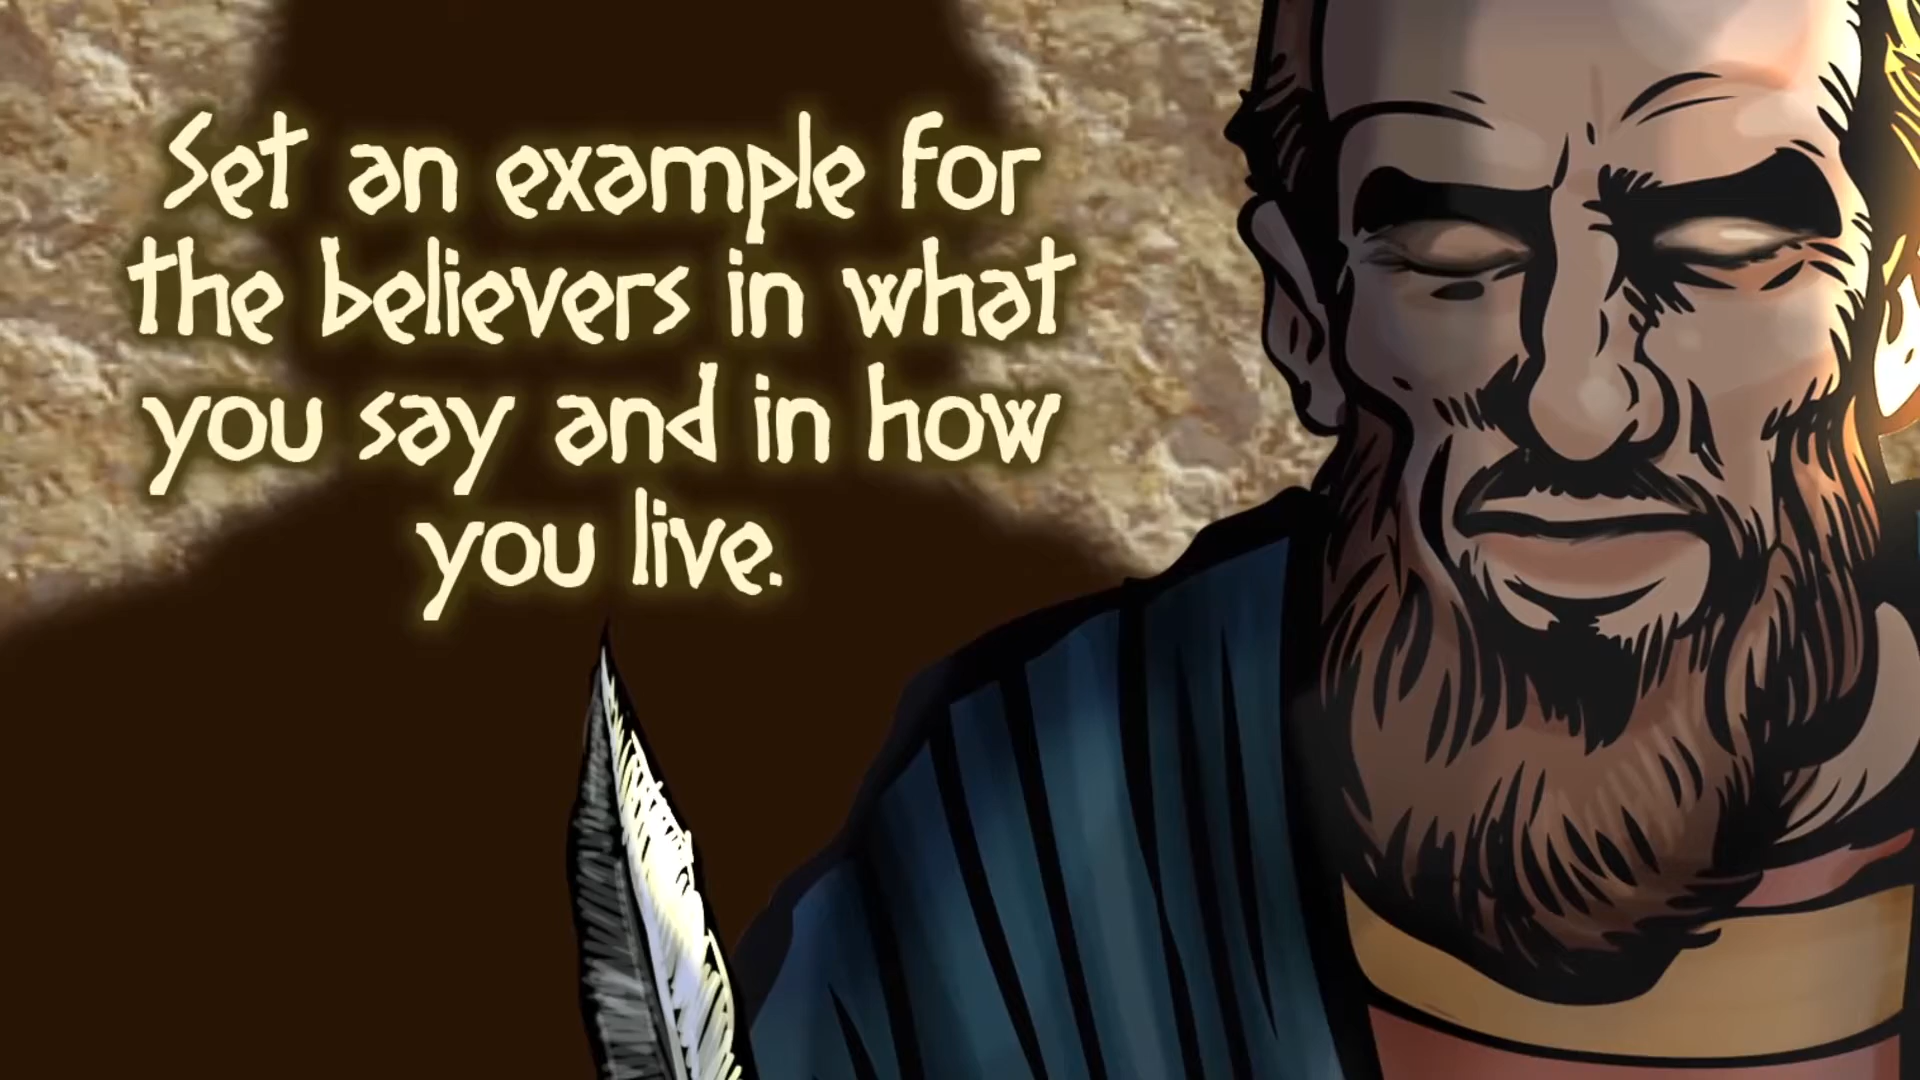 Set an example for
the believers in what
you say and in how
you live.